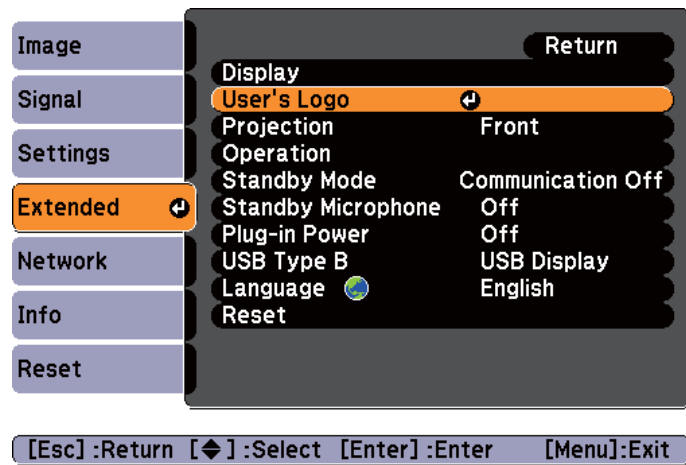 Image
Signal
Settings
Extended
Network
Info
Reset
Return
Display
User's Logo
Projection Front
Operation
Standby Mode Communication Off
Standby Microphone Off
Plug-in Power Off
USB Type B USB Display
Language English
Reset
[Esc] :Return [◆] :Select [Enter] :Enter [Menu]:Exit